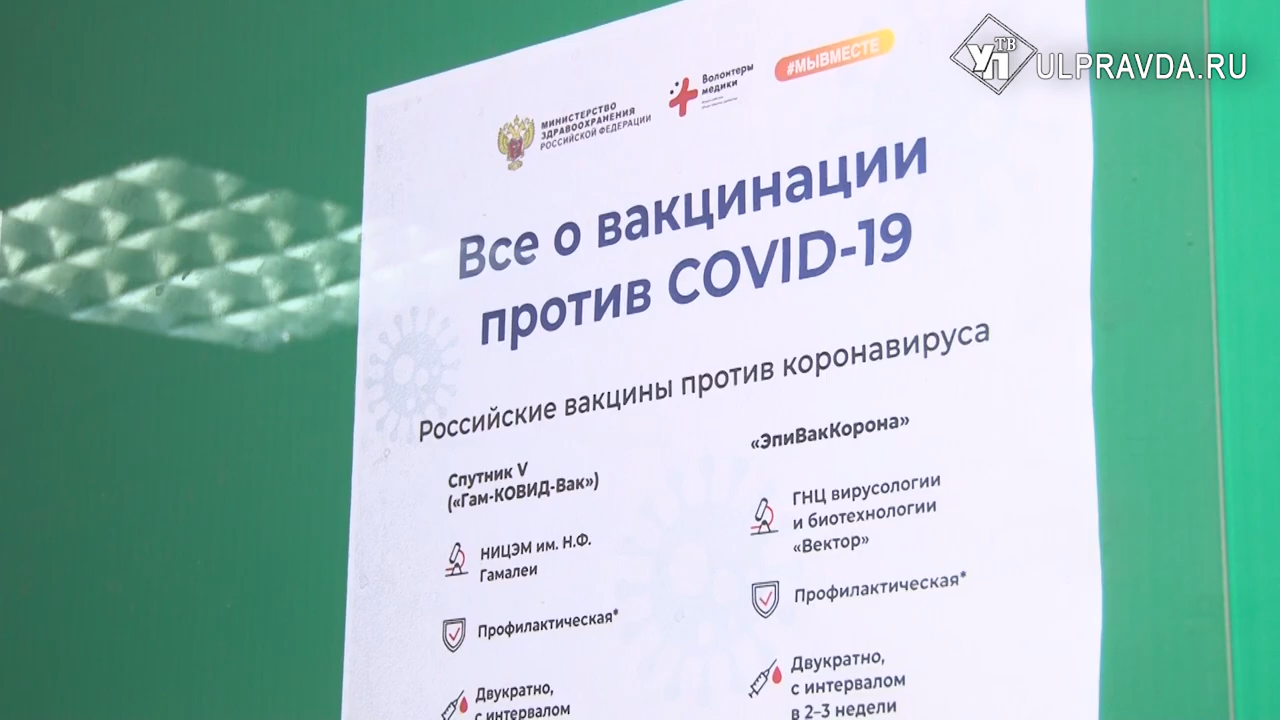 УП ТВ ULPRAVDA.RU
#МЫВМЕСТЕ
Волонтеры
медики
МИНИСТЕРСТВО
ЗДРАВООХРАНЕНИЯ
РОССИЙСКОЙ ФЕДЕРАЦИИ
Все о вакцинации
против COVID-19
Российские вакцины против коронавируса
Спутник V
(«Гам-КОВИД-Вак»)
НИЦЭМ им. Н.Ф.
Гамалеи
Профилактическая*
Двукратно,
с интервалом
«ЭпиВакКорона»
ГНЦ вирусологии
и биотехнологии
«Вектор»
Профилактическая*
Двукратно,
с интервалом
в 2–3 недели